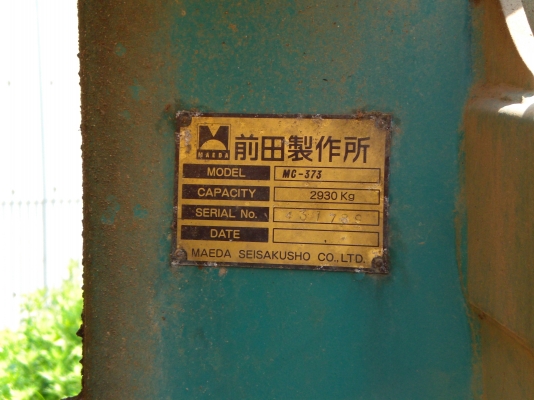 MAEDA 前田製作所
MODEL MC-373
CAPACITY 2930 Kg
SERIAL No.
DATE
MAEDA SEISAKUSHO CO., LTD.